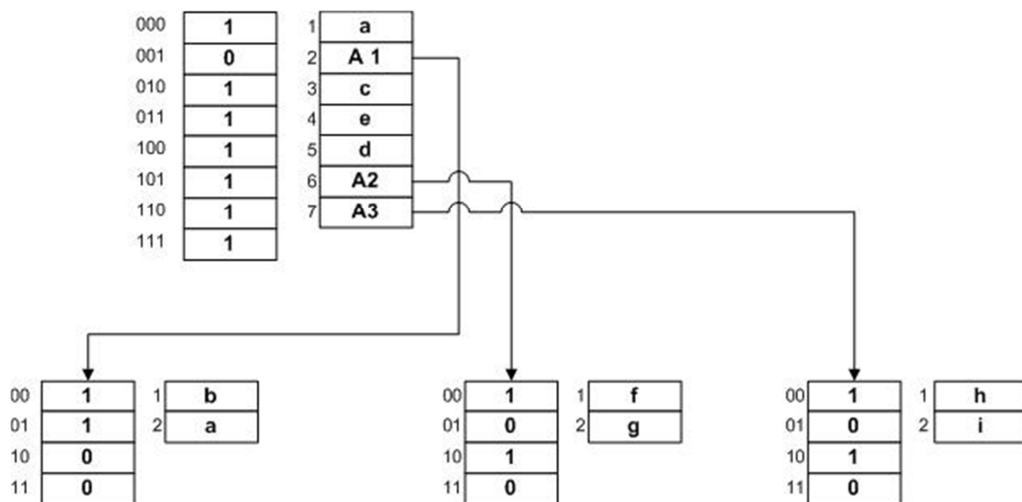 000 1 1 a
001 0 2 A 1
010 1 3 c
011 1 4 e
100 1 5 d
101 1 6 A2
110 1 7 A3
111 1
00 1 1 b 00 1 1 f 00 1 1 h
01 1 2 a 01 0 2 g 01 0 2 i
10 0 10 1 10 1
11 0 11 0 11 0